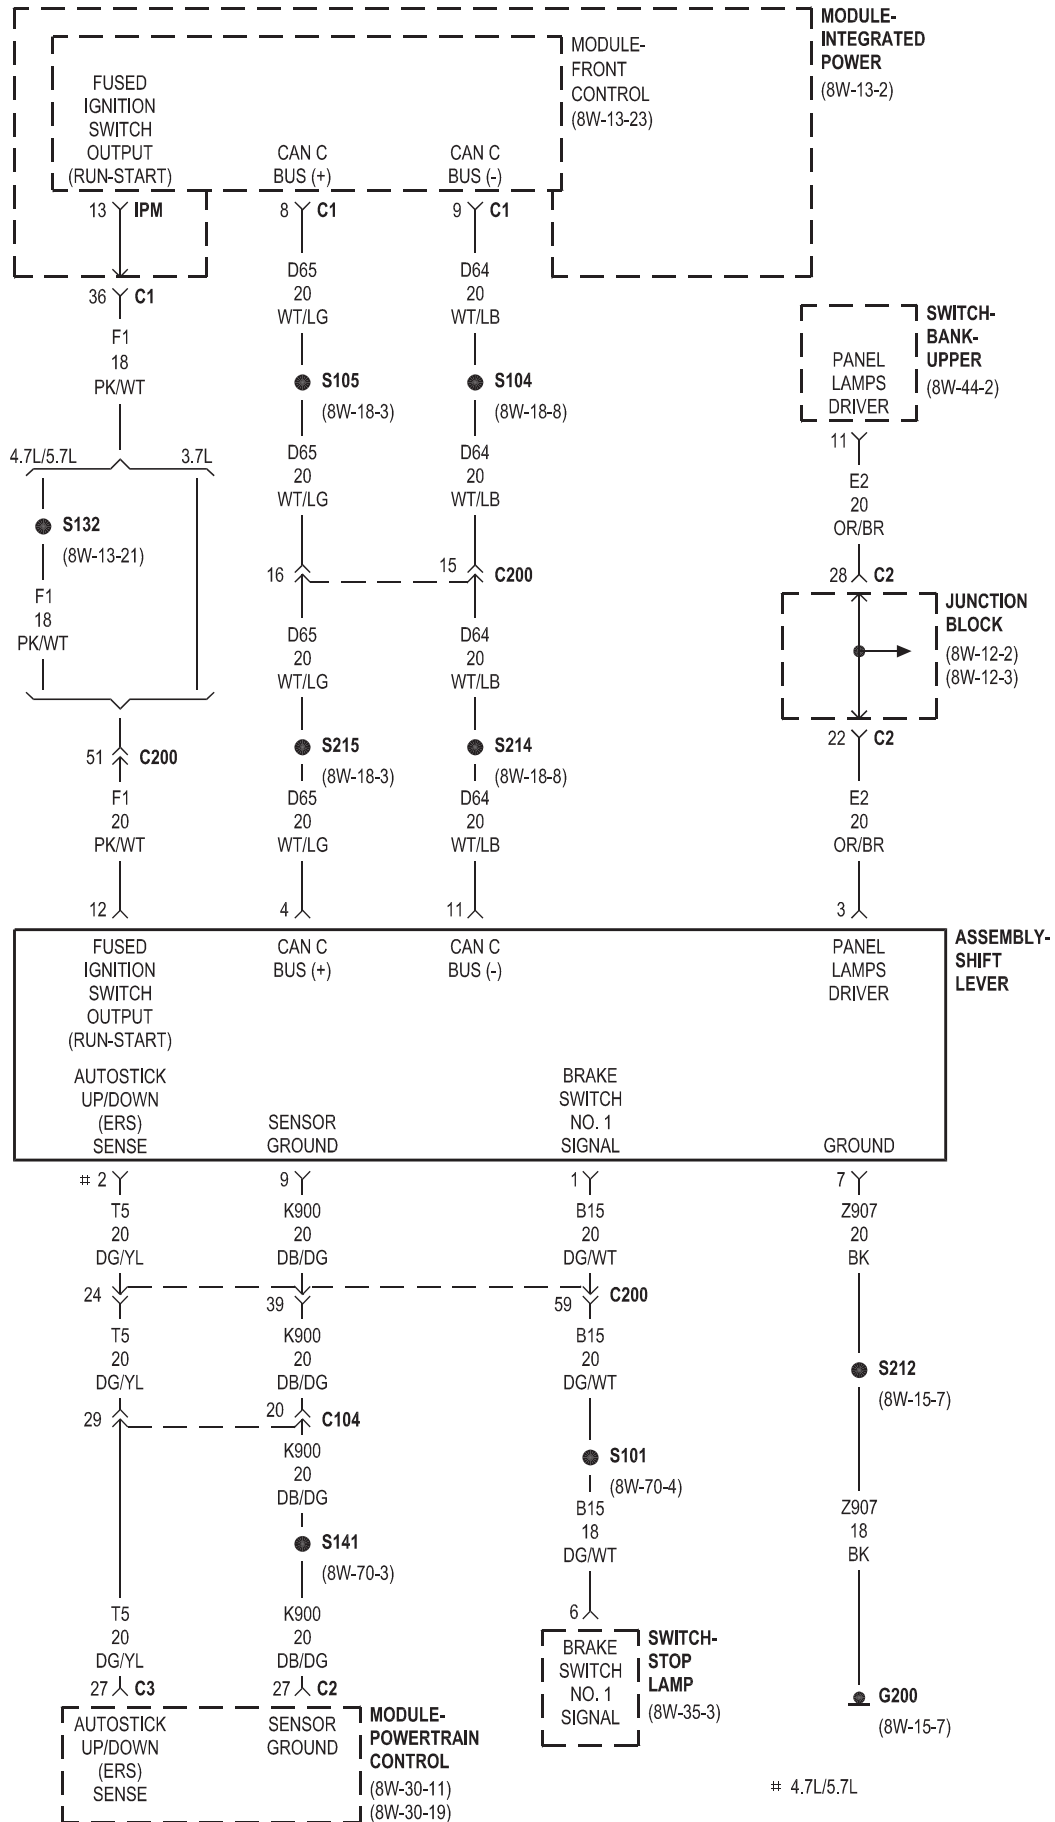 MODULE-
INTEGRATED
POWER
(8W-13-2)
MODULE-
FRONT
CONTROL
(8W-13-23)
FUSED
IGNITION
SWITCH
OUTPUT
(RUN-START)
CAN C
BUS (+)
CAN C
BUS (-)
13 IPM
8 C1
9 C1
36 C1
F1
18
PK/WT
D65
20
WT/LG
D64
20
WT/LB
S105
(8W-18-3)
S104
(8W-18-8)
SWITCH-
BANK-
UPPER
(8W-44-2)
PANEL
LAMPS
DRIVER
11
E2
20
OR/BR
28 C2
4.7L/5.7L
3.7L
S132
(8W-13-21)
F1
18
PK/WT
D65
20
WT/LG
D64
20
WT/LB
16
15
C200
JUNCTION
BLOCK
(8W-12-2)
(8W-12-3)
22 C2
D65
20
WT/LG
D64
20
WT/LB
S215
(8W-18-3)
S214
(8W-18-8)
51 C200
F1
20
PK/WT
D65
20
WT/LG
D64
20
WT/LB
E2
20
OR/BR
12
4
11
3
ASSEMBLY-
SHIFT
LEVER
FUSED
IGNITION
SWITCH
OUTPUT
(RUN-START)
CAN C
BUS (+)
CAN C
BUS (-)
PANEL
LAMPS
DRIVER
AUTOSTICK
UP/DOWN
(ERS)
SENSE
SENSOR
GROUND
BRAKE
SWITCH
NO. 1
SIGNAL
GROUND
# 2
9
1
7
T5
20
DG/YL
K900
20
DB/DG
B15
20
DG/WT
Z907
20
BK
24
39
59
C200
T5
20
DG/YL
K900
20
DB/DG
B15
20
DG/WT
S212
(8W-15-7)
29
20
C104
K900
20
DB/DG
S101
(8W-70-4)
S141
(8W-70-3)
B15
18
DG/WT
Z907
18
BK
T5
20
DG/YL
K900
20
DB/DG
6
27 C3
27 C2
SWITCH-
STOP
LAMP
(8W-35-3)
BRAKE
SWITCH
NO. 1
SIGNAL
G200
(8W-15-7)
AUTOSTICK
UP/DOWN
(ERS)
SENSE
SENSOR
GROUND
MODULE-
POWERTRAIN
CONTROL
(8W-30-11)
(8W-30-19)
# 4.7L/5.7L